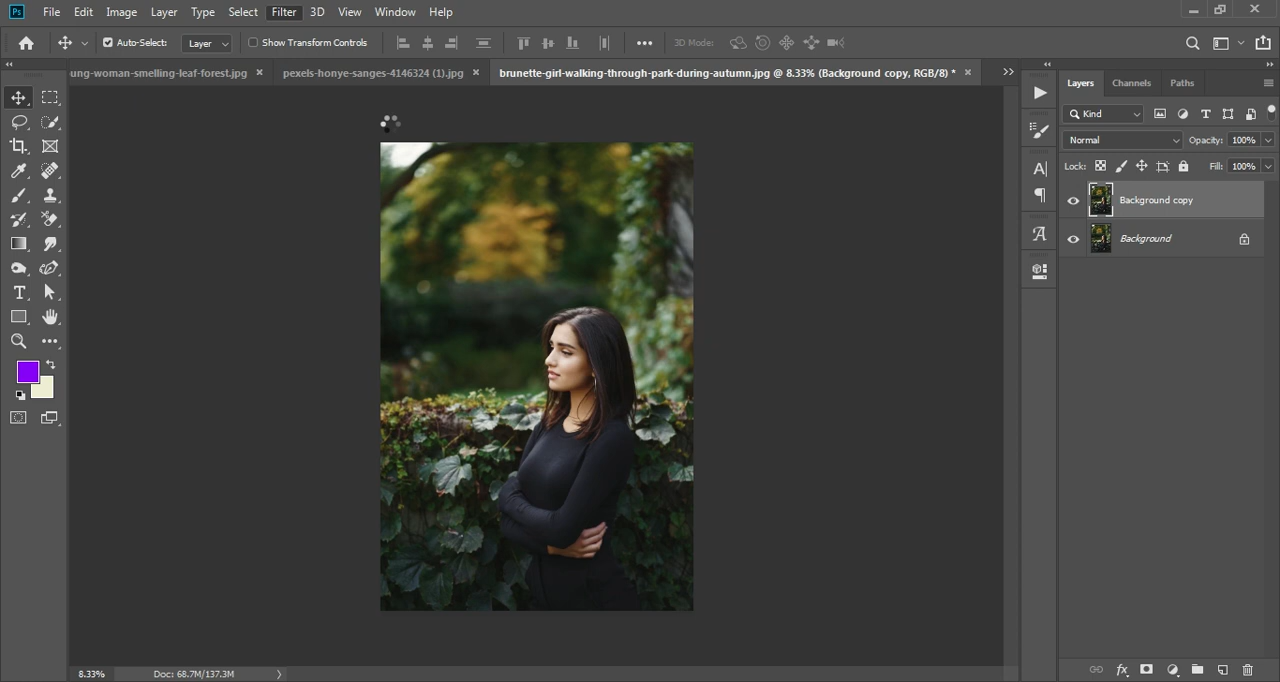 Ps File Edit Image Layer Type Select Filter 3D View Window Help
Auto-Select: Layer Show Transform Controls 3D Mode:
ung-woman-smelling-leaf-forest.jpg × pexels-honye-sanges-4146324 (1).jpg × brunette-girl-walking-through-park-during-autumn.jpg @ 8.33% (Background copy, RGB/8) * ×
Layers Channels Paths
Kind
Normal Opacity: 100%
Lock: Fill: 100%
Background copy
Background
8.33% Doc: 68.7M/137.3M